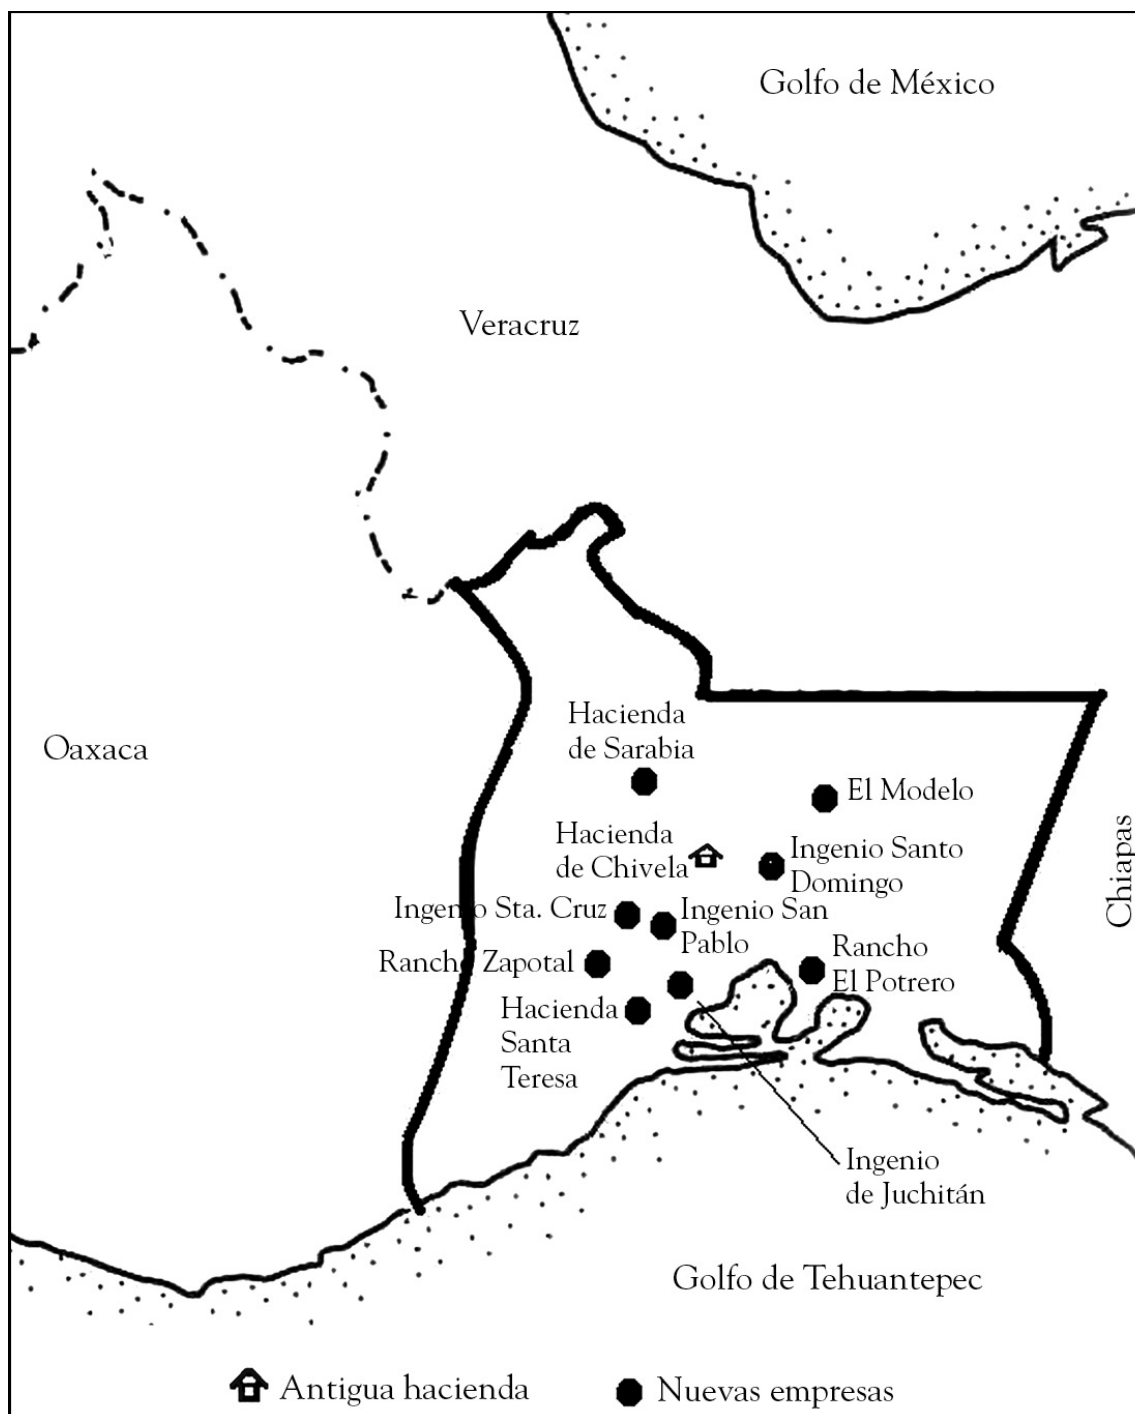 Golfo de México
Veracruz
Oaxaca
Hacienda
de Sarabia
El Modelo
Chiapas
Hacienda
de Chivela
Ingenio Santo
Domingo
Ingenio Sta. Cruz
Ingenio San
Pablo
Rancho Zapotal
Rancho
El Potrero
Hacienda
Santa
Teresa
Ingenio
de Juchitán
Golfo de Tehuantepec
Antigua hacienda
Nuevas empresas